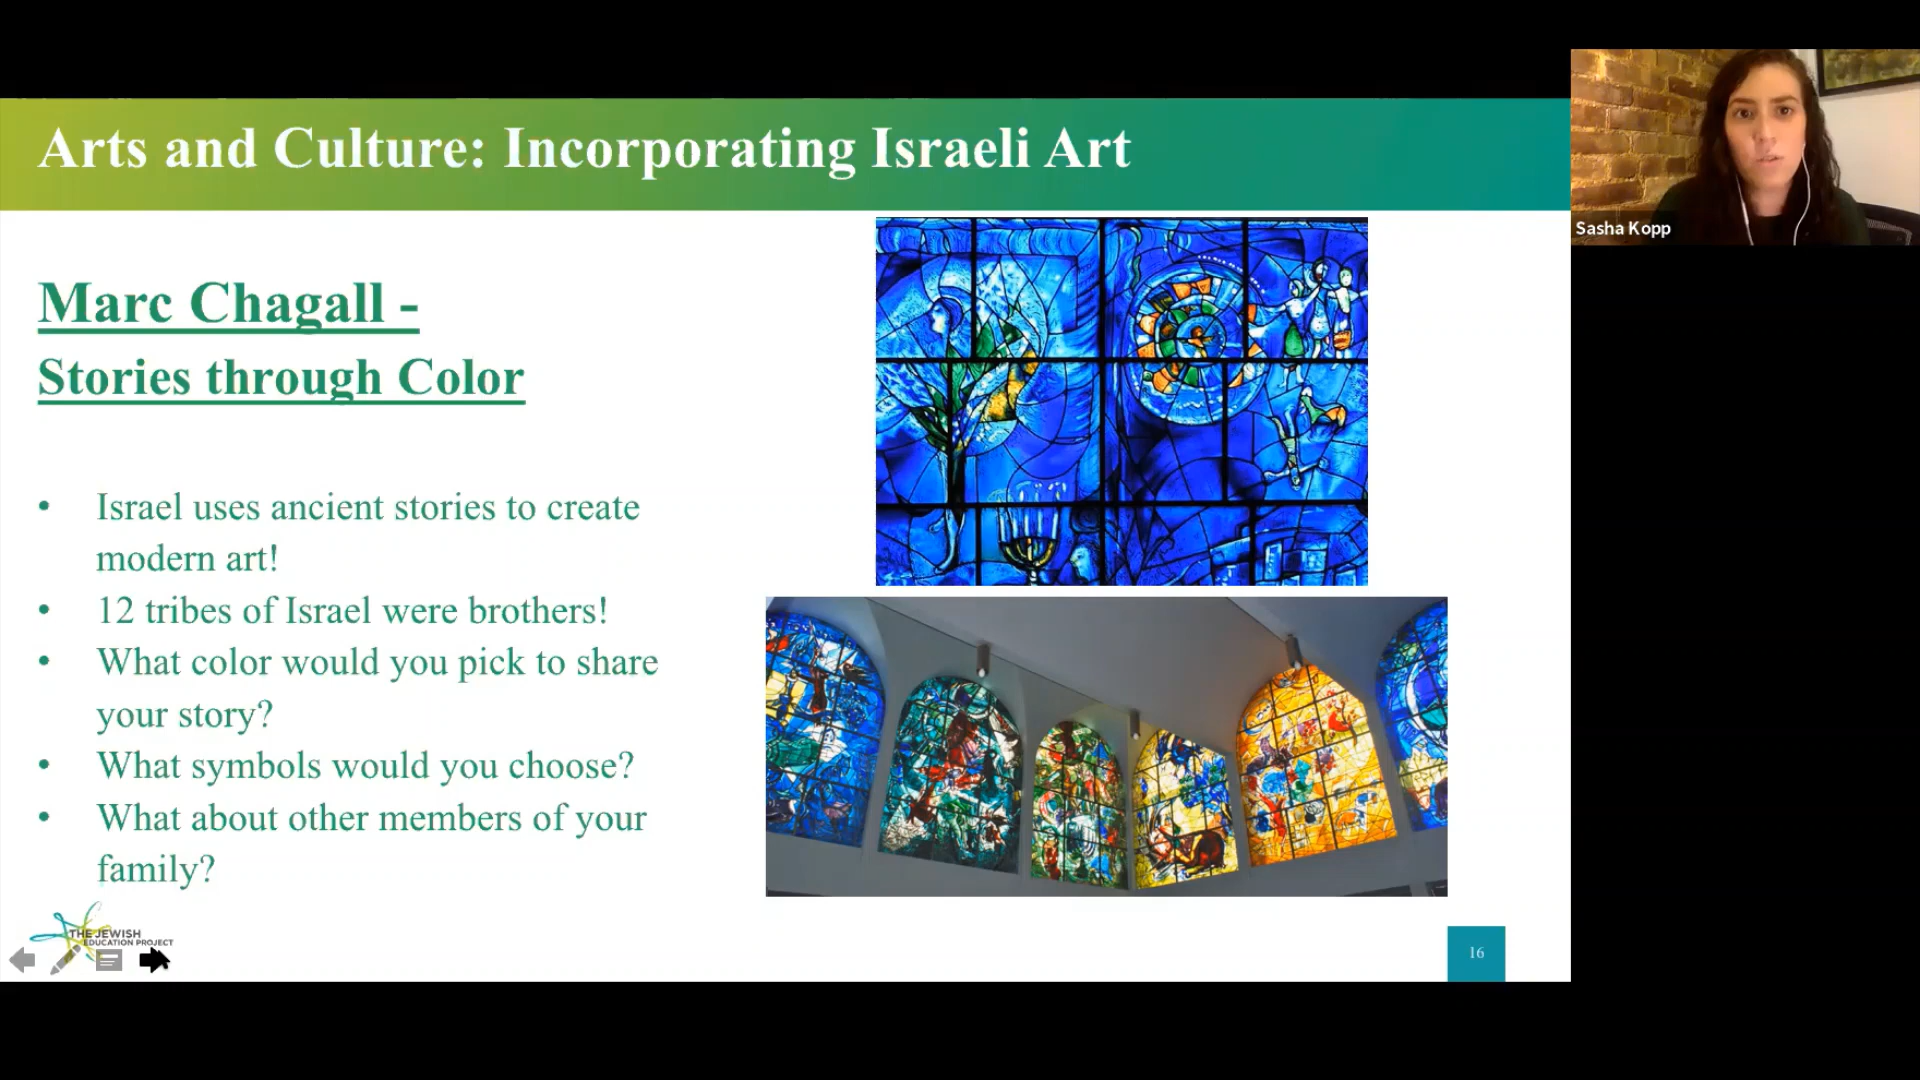 Arts and Culture: Incorporating Israeli Art
Sasha Kopp
Marc Chagall -
Stories through Color
• Israel uses ancient stories to create
modern art!
• 12 tribes of Israel were brothers!
• What color would you pick to share
your story?
• What symbols would you choose?
• What about other members of your
family?
THE JEWISH
EDUCATION PROJECT
16